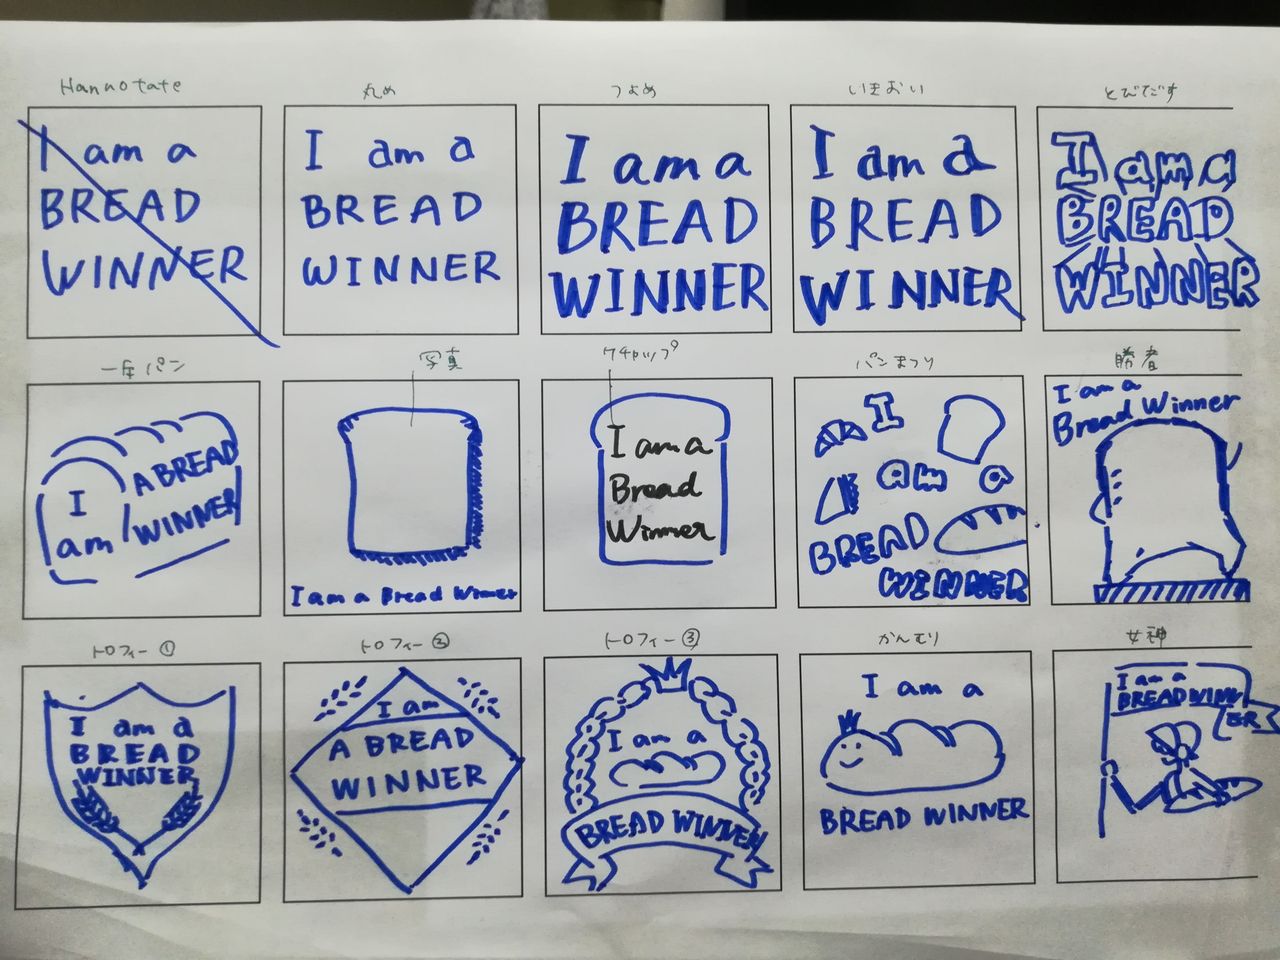 Hannotate
I am a
BREAD
WINNER
丸め
I am a
BREAD
WINNER
つよめ
I am a
BREAD
WINNER
いきおい
I am a
BREAD
WINNER
とびだす
I am a
BREAD
WINNER
一斤パン
I
am
A BREAD
WINNER
写真
I am a Bread Winner
ケチャップ
I am a
Bread
Winner
パンまつり
I
am a
BREAD
WINNER
勝者
I am a
Bread Winner
トロフィー①
I am a
BREAD
WINNER
トロフィー②
I am
A BREAD
WINNER
トロフィー③
I am a
BREAD WINNER
かんむり
I am a
BREAD WINNER
女神
I am a
BREAD WINN
ER